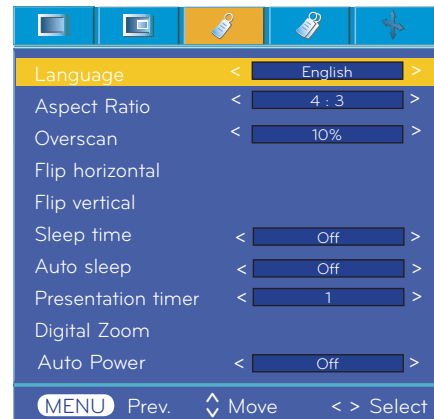 Language < English >
Aspect Ratio < 4 : 3 >
Overscan < 10% >
Flip horizontal
Flip vertical
Sleep time < Off >
Auto sleep < Off >
Presentation timer < 1 >
Digital Zoom
Auto Power < Off >
MENU Prev. Move < > Select